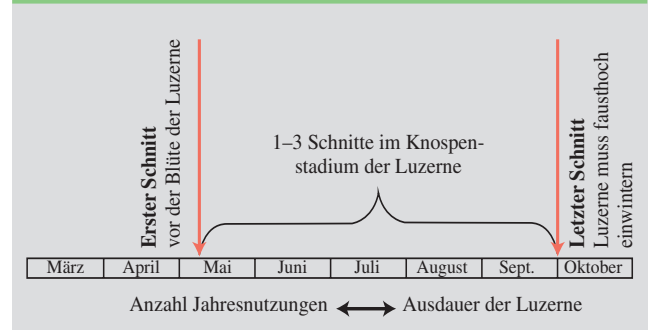 Erster Schnitt
vor der Blüte der Luzerne
1–3 Schnitte im Knospen-
stadium der Luzerne
Letzter Schnitt
Luzerne muss fausthoch
einwintern
März April Mai Juni Juli August Sept. Oktober
Anzahl Jahresnutzungen Ausdauer der Luzerne